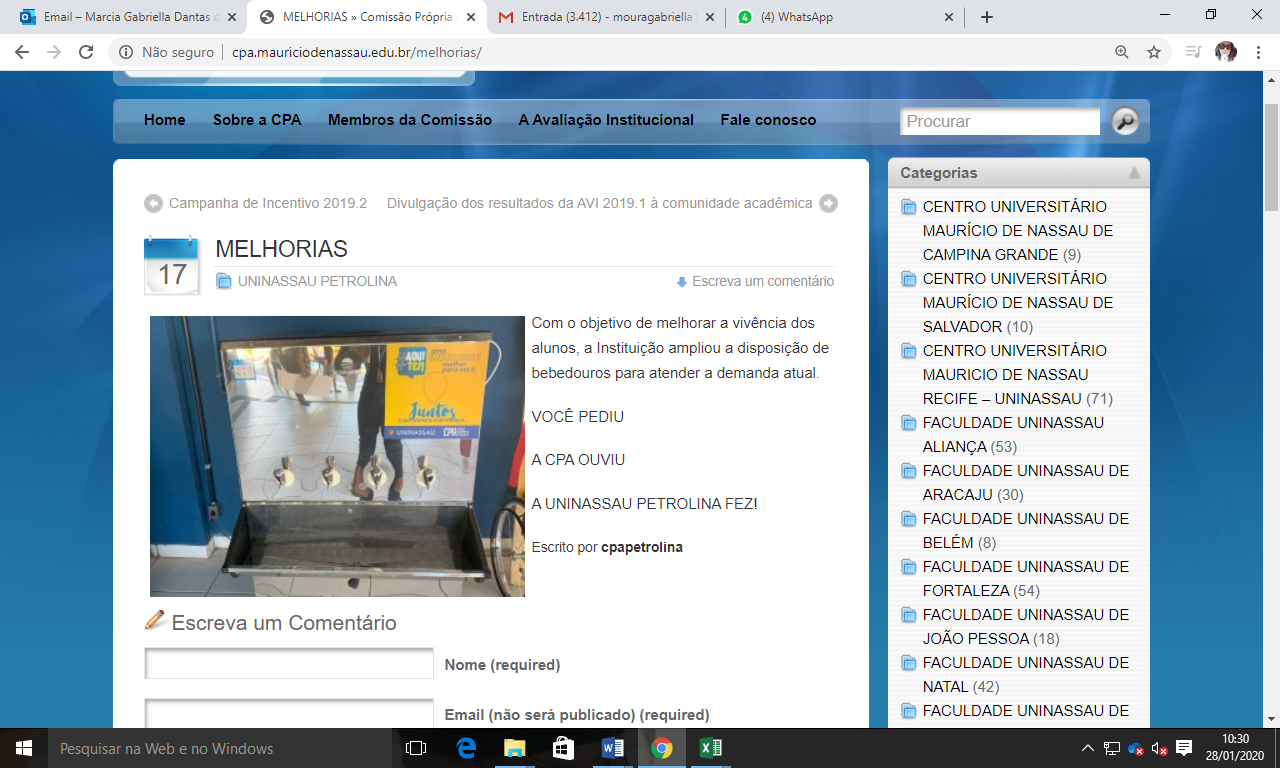 Email – Marcia Gabriella Dantas d
MELHORIAS » Comissão Própria
Entrada (3.412) - mouragabriella
(4) WhatsApp
Não seguro
cpa.mauriciodenassau.edu.br/melhorias/
Home
Sobre a CPA
Membros da Comissão
A Avaliação Institucional
Fale conosco
Procurar
Campanha de Incentivo 2019.2
Divulgação dos resultados da AVI 2019.1 à comunidade acadêmica
17
MELHORIAS
UNINASSAU PETROLINA
Escreva um comentário
AQUI
TEM
melhor
para você.
Juntos
UNINASSAU
CPA
Com o objetivo de melhorar a vivência dos
alunos, a Instituição ampliou a disposição de
bebedouros para atender a demanda atual.
VOCÊ PEDIU
A CPA OUVIU
A UNINASSAU PETROLINA FEZ!
Escrito por cpapetrolina
Escreva um Comentário
Nome (required)
Email (não será publicado) (required)
Categorias
CENTRO UNIVERSITÁRIO
MAURÍCIO DE NASSAU DE
CAMPINA GRANDE (9)
CENTRO UNIVERSITÁRIO
MAURÍCIO DE NASSAU DE
SALVADOR (10)
CENTRO UNIVERSITÁRIO
MAURICIO DE NASSAU
RECIFE – UNINASSAU (71)
FACULDADE UNINASSAU
ALIANÇA (53)
FACULDADE UNINASSAU DE
ARACAJU (30)
FACULDADE UNINASSAU DE
BELÉM (8)
FACULDADE UNINASSAU DE
FORTALEZA (54)
FACULDADE UNINASSAU DE
JOÃO PESSOA (18)
FACULDADE UNINASSAU DE
NATAL (42)
FACULDADE UNINASSAU DE
Pesquisar na Web e no Windows
10:30
28/01/2020